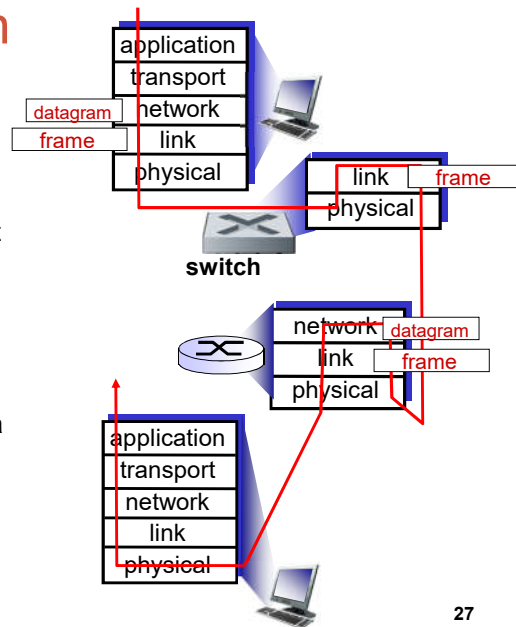 n
application
transport
datagram network
frame link
physical
link frame
physical
t
switch
network datagram
link frame
physical
a
application
transport
network
link
physical
27